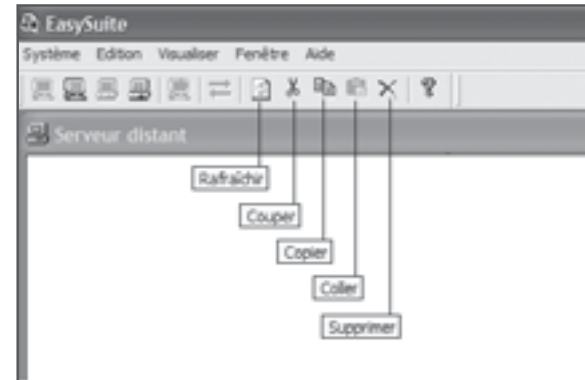 EasySuite
Système Edition Visualiser Fenêtre Aide
Serveur distant
Rafraîchir
Couper
Copier
Coller
Supprimer